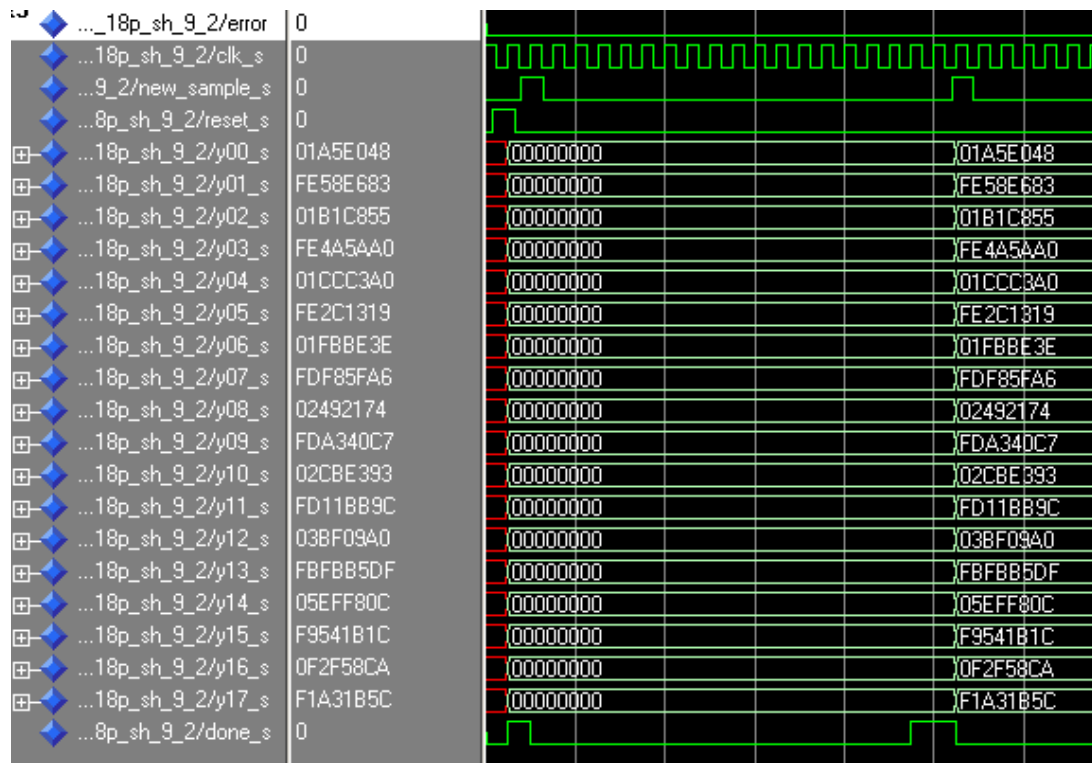 ..._18p_sh_9_2/error 0
...18p_sh_9_2/clk_s 0
...9_2/new_sample_s 0
...8p_sh_9_2/reset_s 0
...18p_sh_9_2/y00_s 01A5E048 00000000 01A5E048
...18p_sh_9_2/y01_s FE58E683 00000000 FE58E683
...18p_sh_9_2/y02_s 01B1C855 00000000 01B1C855
...18p_sh_9_2/y03_s FE4A5AA0 00000000 FE4A5AA0
...18p_sh_9_2/y04_s 01CCC3A0 00000000 01CCC3A0
...18p_sh_9_2/y05_s FE2C1319 00000000 FE2C1319
...18p_sh_9_2/y06_s 01FBBE3E 00000000 01FBBE3E
...18p_sh_9_2/y07_s FDF85FA6 00000000 FDF85FA6
...18p_sh_9_2/y08_s 02492174 00000000 02492174
...18p_sh_9_2/y09_s FDA340C7 00000000 FDA340C7
...18p_sh_9_2/y10_s 02CBE393 00000000 02CBE393
...18p_sh_9_2/y11_s FD11BB9C 00000000 FD11BB9C
...18p_sh_9_2/y12_s 03BF09A0 00000000 03BF09A0
...18p_sh_9_2/y13_s FBFBB5DF 00000000 FBFBB5DF
...18p_sh_9_2/y14_s 05EFF80C 00000000 05EFF80C
...18p_sh_9_2/y15_s F9541B1C 00000000 F9541B1C
...18p_sh_9_2/y16_s 0F2F58CA 00000000 0F2F58CA
...18p_sh_9_2/y17_s F1A31B5C 00000000 F1A31B5C
...8p_sh_9_2/done_s 0